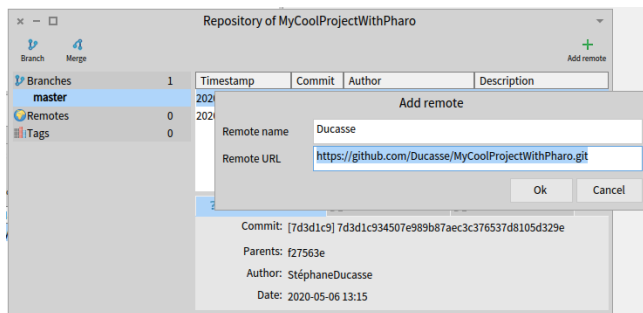 Repository of MyCoolProjectWithPharo
Branch Merge Add remote
Branches 1
master
Remotes 0
Tags 0
Timestamp Commit Author Description
2020
2020
Add remote
Remote name Ducasse
Remote URL https://github.com/Ducasse/MyCoolProjectWithPharo.git
Ok Cancel
Commit: [7d3d1c9] 7d3d1c934507e989b87aec3c376537d8105d329e
Parents: f27563e
Author: StéphaneDucasse
Date: 2020-05-06 13:15